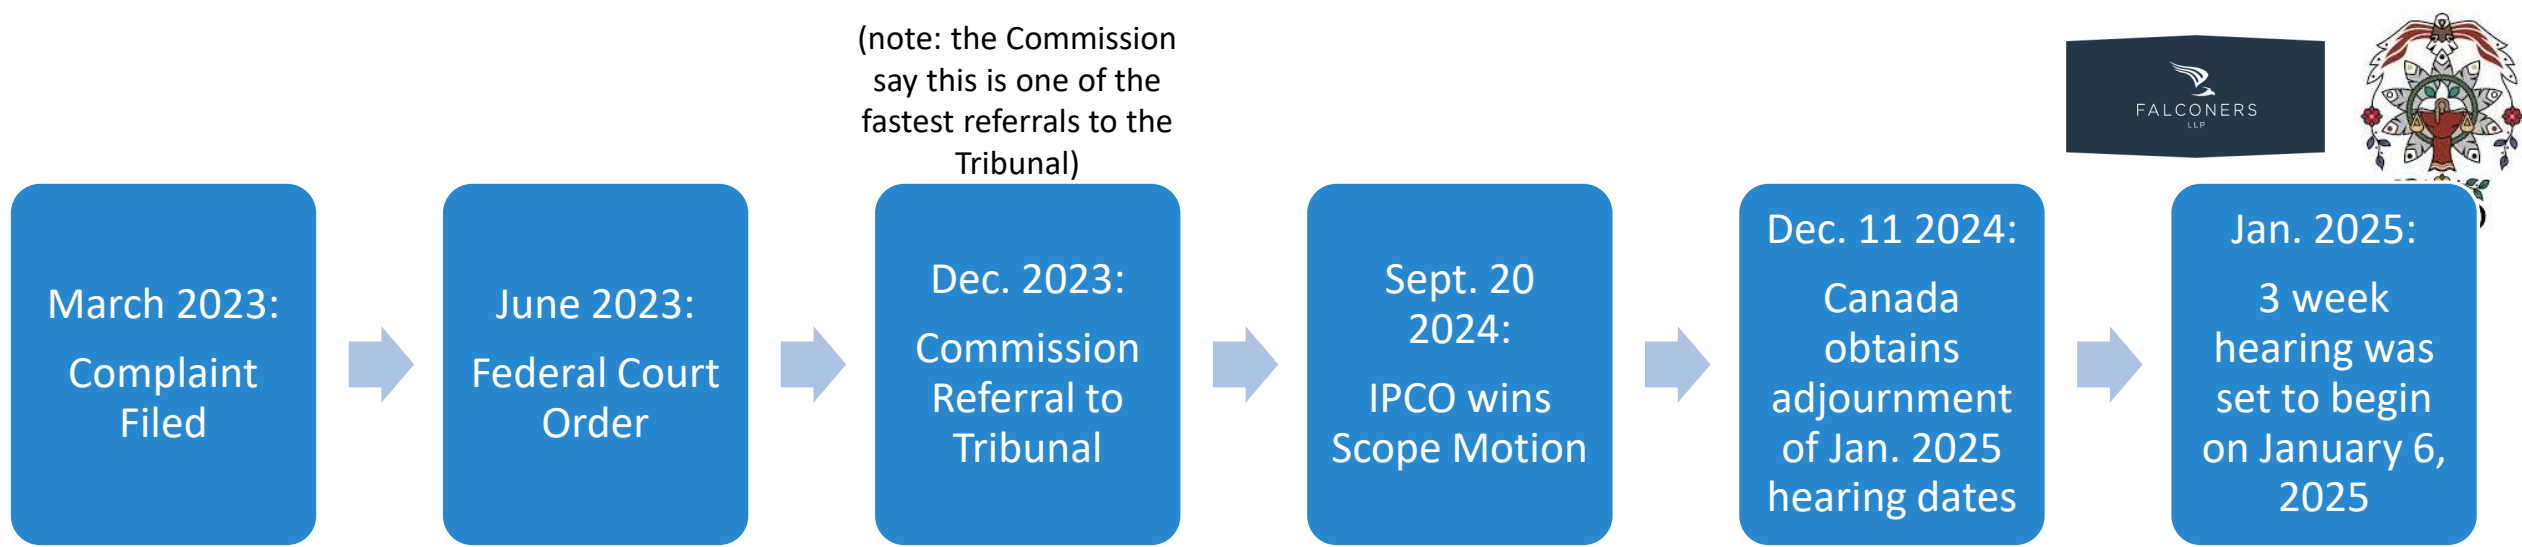 (note: the Commission
say this is one of the
fastest referrals to the
Tribunal)
FALCONERS
LLP
March 2023:
Complaint
Filed
June 2023:
Federal Court
Order
Dec. 2023:
Commission
Referral to
Tribunal
Sept. 20
2024:
IPCO wins
Scope Motion
Dec. 11 2024:
Canada
obtains
adjournment
of Jan. 2025
hearing dates
Jan. 2025:
3 week
hearing was
set to begin
on January 6,
2025